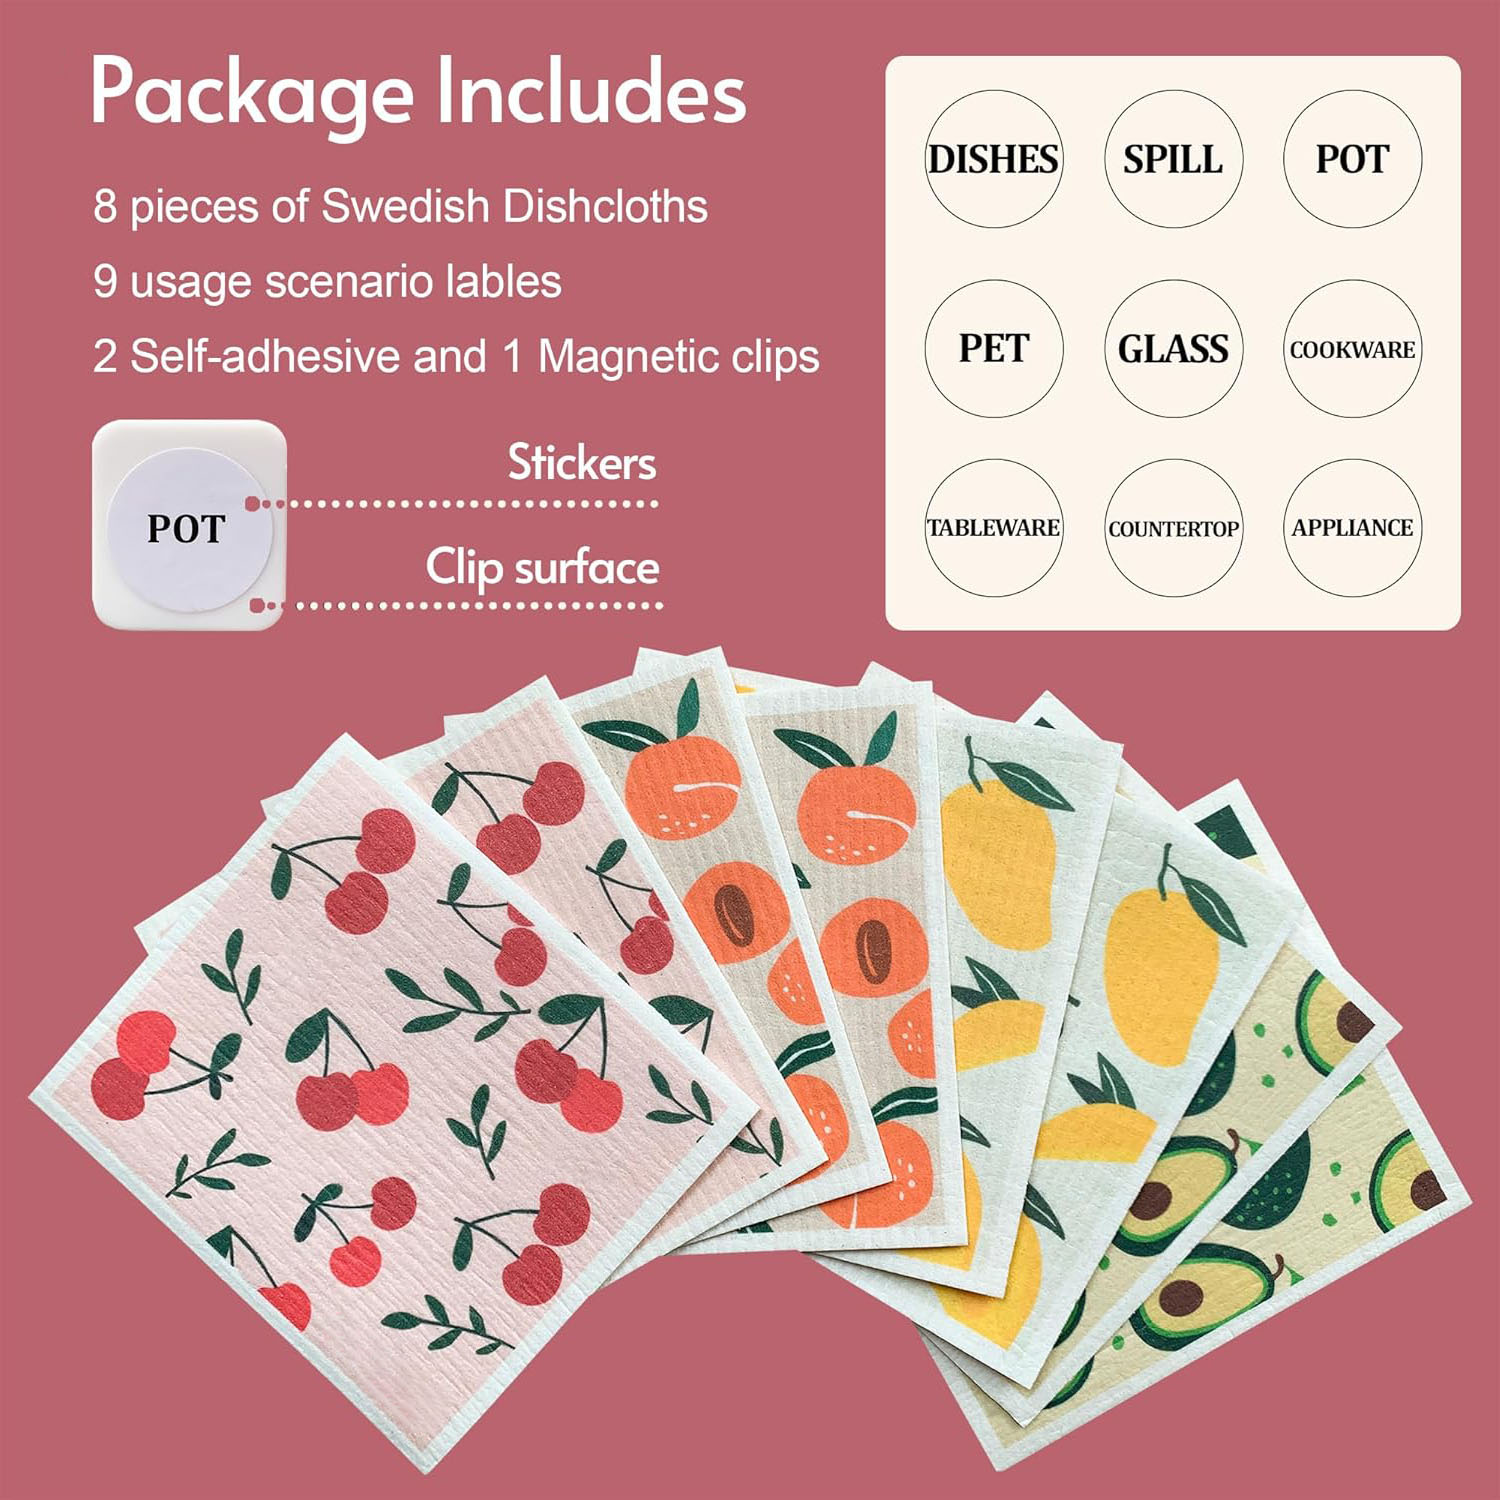 Package Includes
8 pieces of Swedish Dishcloths
9 usage scenario lables
2 Self-adhesive and 1 Magnetic clips
Stickers
POT
Clip surface
DISHES SPILL POT
PET GLASS COOKWARE
TABLEWARE COUNTERTOP APPLIANCE